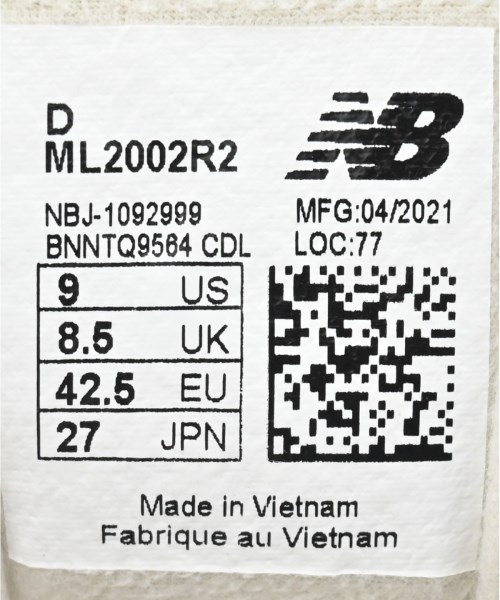 D
NB
ML2002R2
NBJ-1092999
MFG:04/2021
BNNTQ9564 CDL
LOC:77
9 US
8.5 UK
42.5 EU
27 JPN
Made in Vietnam
Fabrique au Vietnam